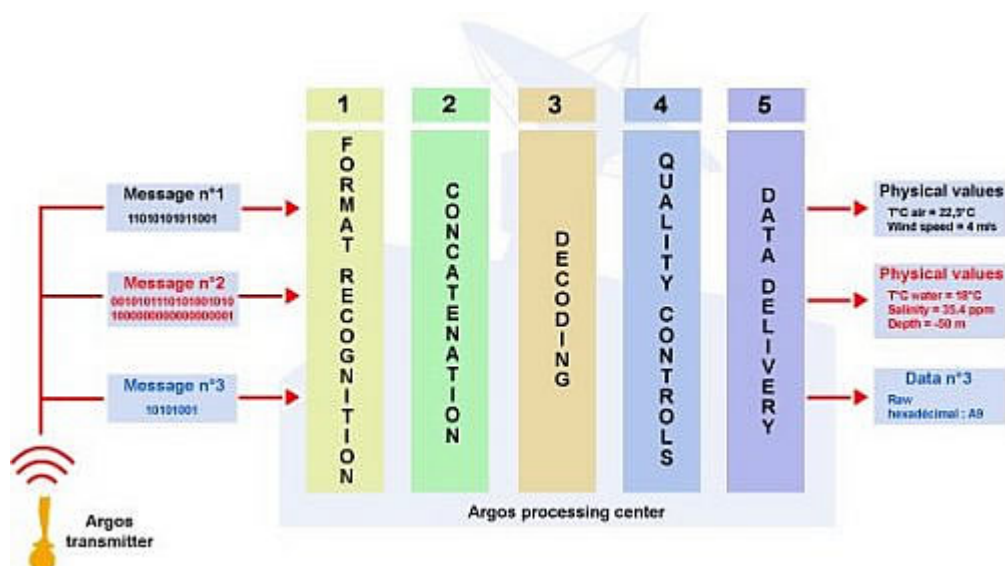 1
2
3
4
5
FORMAT RECOGNITION
CONCATENATION
DECODING
QUALITY CONTROLS
DATA DELIVERY
Message n°1
11010101011001
Message n°2
0010101110101001010
1000000000000000001
Message n°3
10101001
Physical values
T°C air = 22,5°C
Wind speed = 4 m/s
Physical values
T°C water = 18°C
Salinity = 35.4 ppm
Depth = -50 m
Data n°3
Raw
hexadécimal : A9
Argos processing center
Argos
transmitter